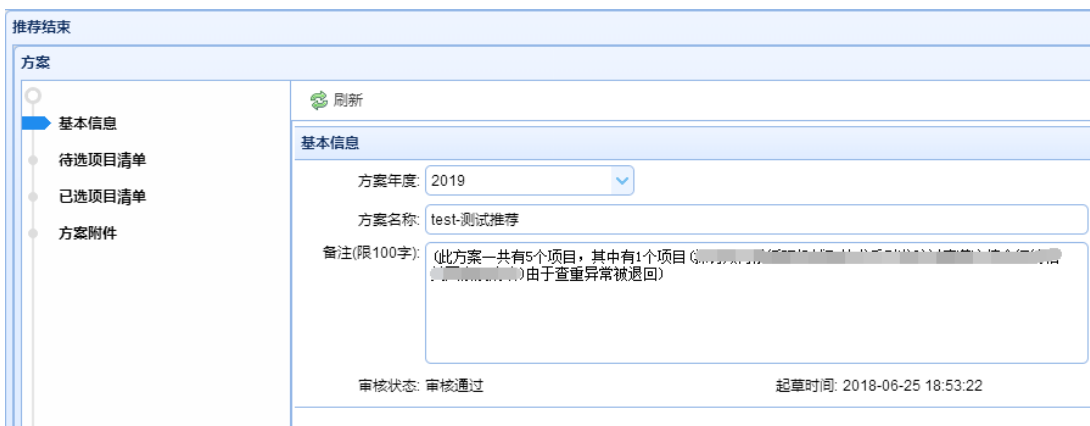 推荐结束
方案
刷新
基本信息
待选项目清单
已选项目清单
方案附件
基本信息
方案年度: 2019
方案名称: test-测试推荐
备注(限100字): (此方案一共有5个项目，其中有1个项目(
)由于查重异常被退回)
审核状态: 审核通过 起草时间: 2018-06-25 18:53:22